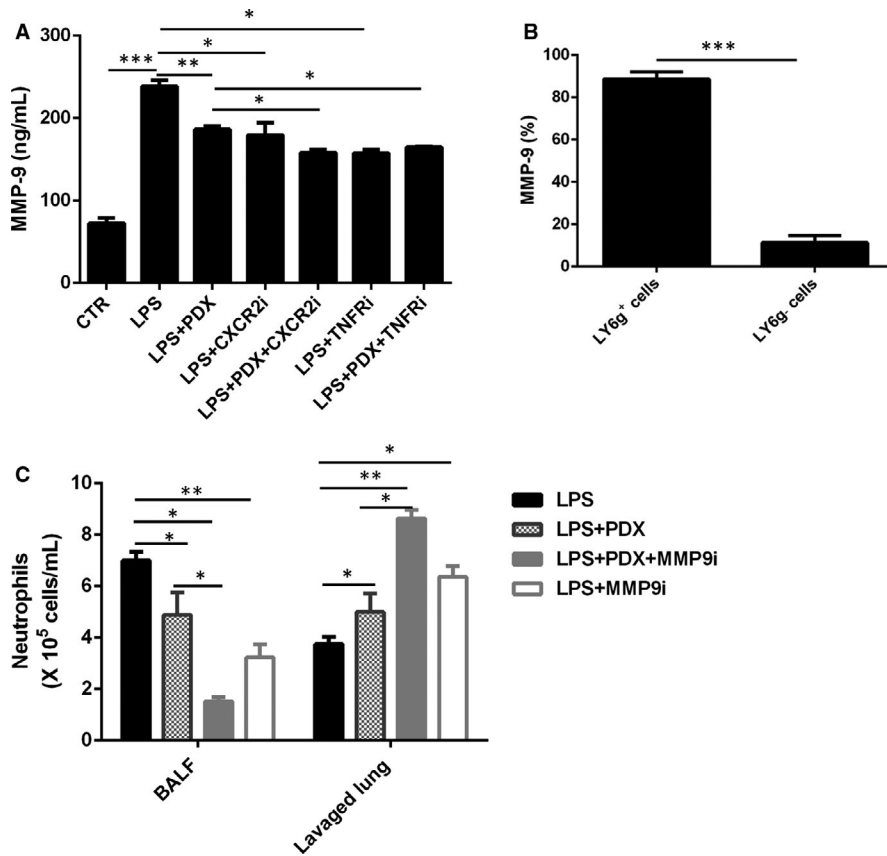 A
MMP-9 (ng/mL)
300
200
100
0
*
*
*** ** *
*
CTR
LPS
LPS+PDX
LPS+CXCR2i
LPS+PDX+CXCR2i
LPS+TNFRi
LPS+PDX+TNFRi
B
MMP-9 (%)
100
80
60
40
20
0
***
LY6g⁺ cells
LY6g⁻ cells
C
Neutrophils
(X 10⁵ cells/mL)
10
8
6
4
2
0
**
*
*
*
*
**
*
*
BALF
Lavaged lung
LPS
LPS+PDX
LPS+PDX+MMP9i
LPS+MMP9i